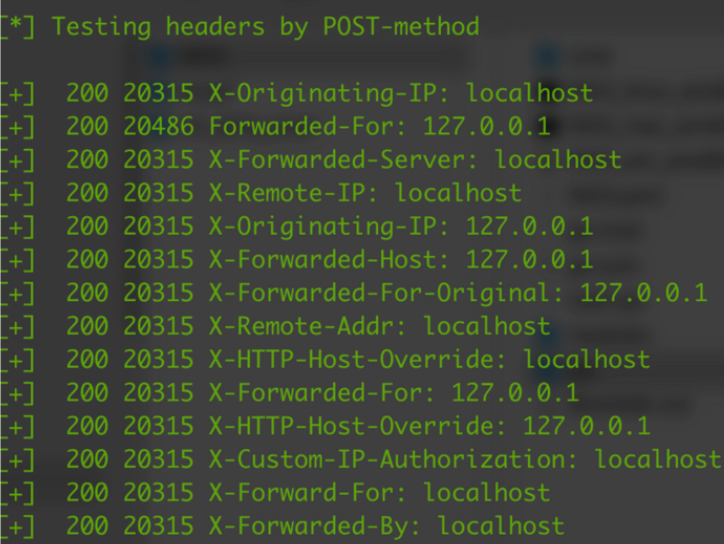 [*] Testing headers by POST-method
[+] 200 20315 X-Originating-IP: localhost
[+] 200 20486 Forwarded-For: 127.0.0.1
[+] 200 20315 X-Forwarded-Server: localhost
[+] 200 20315 X-Remote-IP: localhost
[+] 200 20315 X-Originating-IP: 127.0.0.1
[+] 200 20315 X-Forwarded-Host: 127.0.0.1
[+] 200 20315 X-Forwarded-For-Original: 127.0.0.1
[+] 200 20315 X-Remote-Addr: localhost
[+] 200 20315 X-HTTP-Host-Override: localhost
[+] 200 20315 X-Forwarded-For: 127.0.0.1
[+] 200 20315 X-HTTP-Host-Override: 127.0.0.1
[+] 200 20315 X-Custom-IP-Authorization: localhost
[+] 200 20315 X-Forward-For: localhost
[+] 200 20315 X-Forwarded-By: localhost